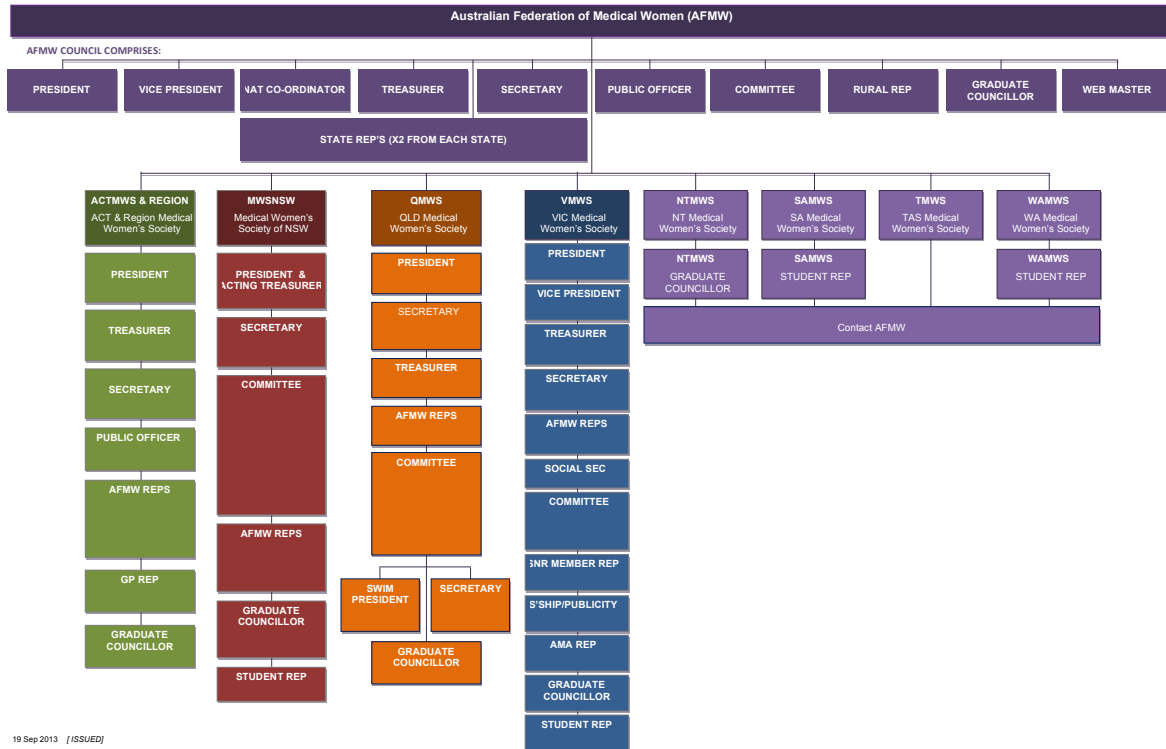 Australian Federation of Medical Women (AFMW)
AFMW COUNCIL COMPRISES:
PRESIDENT
VICE PRESIDENT
NAT CO-ORDINATOR
TREASURER
SECRETARY
PUBLIC OFFICER
COMMITTEE
RURAL REP
GRADUATE
COUNCILLOR
WEB MASTER
STATE REP'S (X2 FROM EACH STATE)
ACTMWS & REGION
ACT & Region Medical
Women's Society
PRESIDENT
TREASURER
SECRETARY
PUBLIC OFFICER
AFMW REPS
GP REP
GRADUATE
COUNCILLOR
MWSNSW
Medical Women's
Society of NSW
PRESIDENT &
ACTING TREASURER
SECRETARY
COMMITTEE
AFMW REPS
GRADUATE
COUNCILLOR
STUDENT REP
QMWS
QLD Medical
Women's Society
PRESIDENT
SECRETARY
TREASURER
AFMW REPS
COMMITTEE
SWIM
PRESIDENT
SECRETARY
GRADUATE
COUNCILLOR
VMWS
VIC Medical
Women's Society
PRESIDENT
VICE PRESIDENT
TREASURER
SECRETARY
AFMW REPS
SOCIAL SEC
COMMITTEE
SNR MEMBER REP
S'SHIP/PUBLICITY
AMA REP
GRADUATE
COUNCILLOR
STUDENT REP
NTMWS
NT Medical
Women's Society
NTMWS
GRADUATE
COUNCILLOR
SAMWS
SA Medical
Women's Society
SAMWS
STUDENT REP
TMWS
TAS Medical
Women's Society
WAMWS
WA Medical
Women's Society
WAMWS
STUDENT REP
Contact AFMW
19 Sep 2013 [ ISSUED]